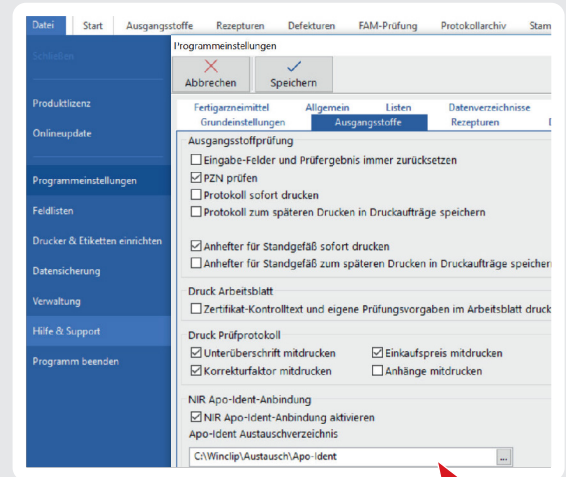 Datei Start Ausgangsstoffe Rezepturen Defekturen FAM-Prüfung Protokollarchiv Stam
Programmeinstellungen
Schließen
Abbrechen Speichern
Produktlizenz
Onlineupdate
Programmeinstellungen
Feldlisten
Drucker & Etiketten einrichten
Datensicherung
Verwaltung
Hilfe & Support
Programm beenden
Fertigarzneimittel Allgemein Listen Datenverzeichnisse
Grundeinstellungen Ausgangsstoffe Rezepturen
Ausgangsstoffprüfung
Eingabe-Felder und Prüfergebnis immer zurücksetzen
PZN prüfen
Protokoll sofort drucken
Protokoll zum späteren Drucken in Druckaufträge speichern
Anhefter für Standgefäß sofort drucken
Anhefter für Standgefäß zum späteren Drucken in Druckaufträge speicher
Druck Arbeitsblatt
Zertifikat-Kontrolltext und eigene Prüfungsvorgaben im Arbeitsblatt druck
Druck Prüfprotokoll
Unterüberschrift mitdrucken Einkaufspreis mitdrucken
Korrekturfaktor mitdrucken Anhänge mitdrucken
NIR Apo-Ident-Anbindung
NIR Apo-Ident-Anbindung aktivieren
Apo-Ident Austauschverzeichnis
C:\Winclip\Austausch\Apo-Ident ...